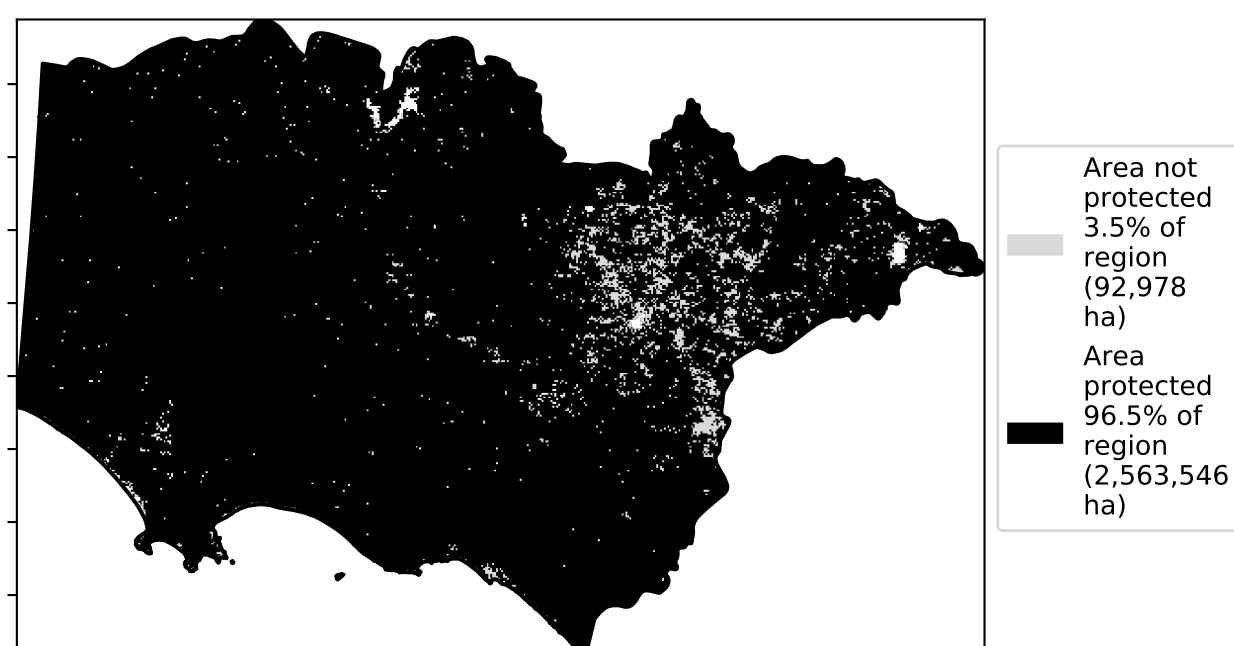 Area not
protected
3.5% of
region
(92,978
ha)
Area
protected
96.5% of
region
(2,563,546
ha)